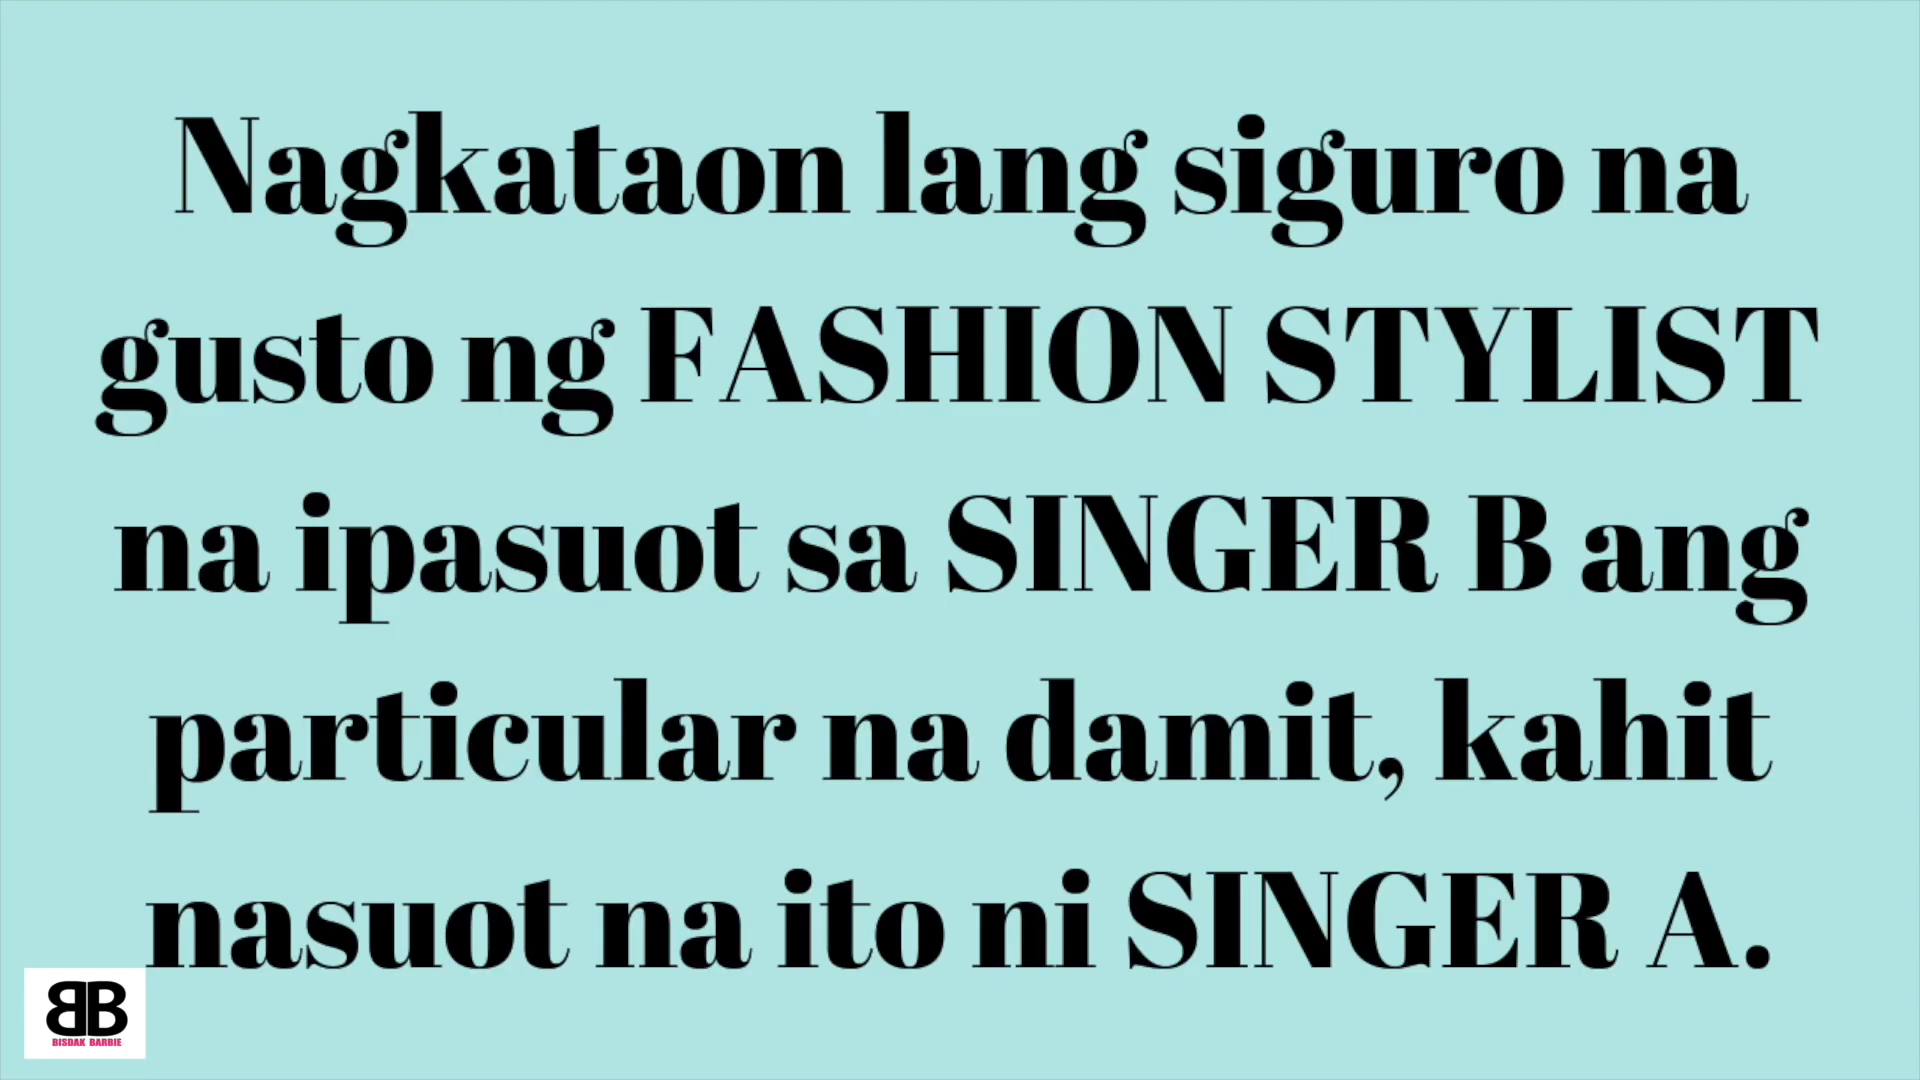 Nagkataon lang siguro na
gusto ng FASHION STYLIST
na ipasuot sa SINGER B ang
particular na damit, kahit
nasuot na ito ni SINGER A.
BB
BISDAK BARBIE